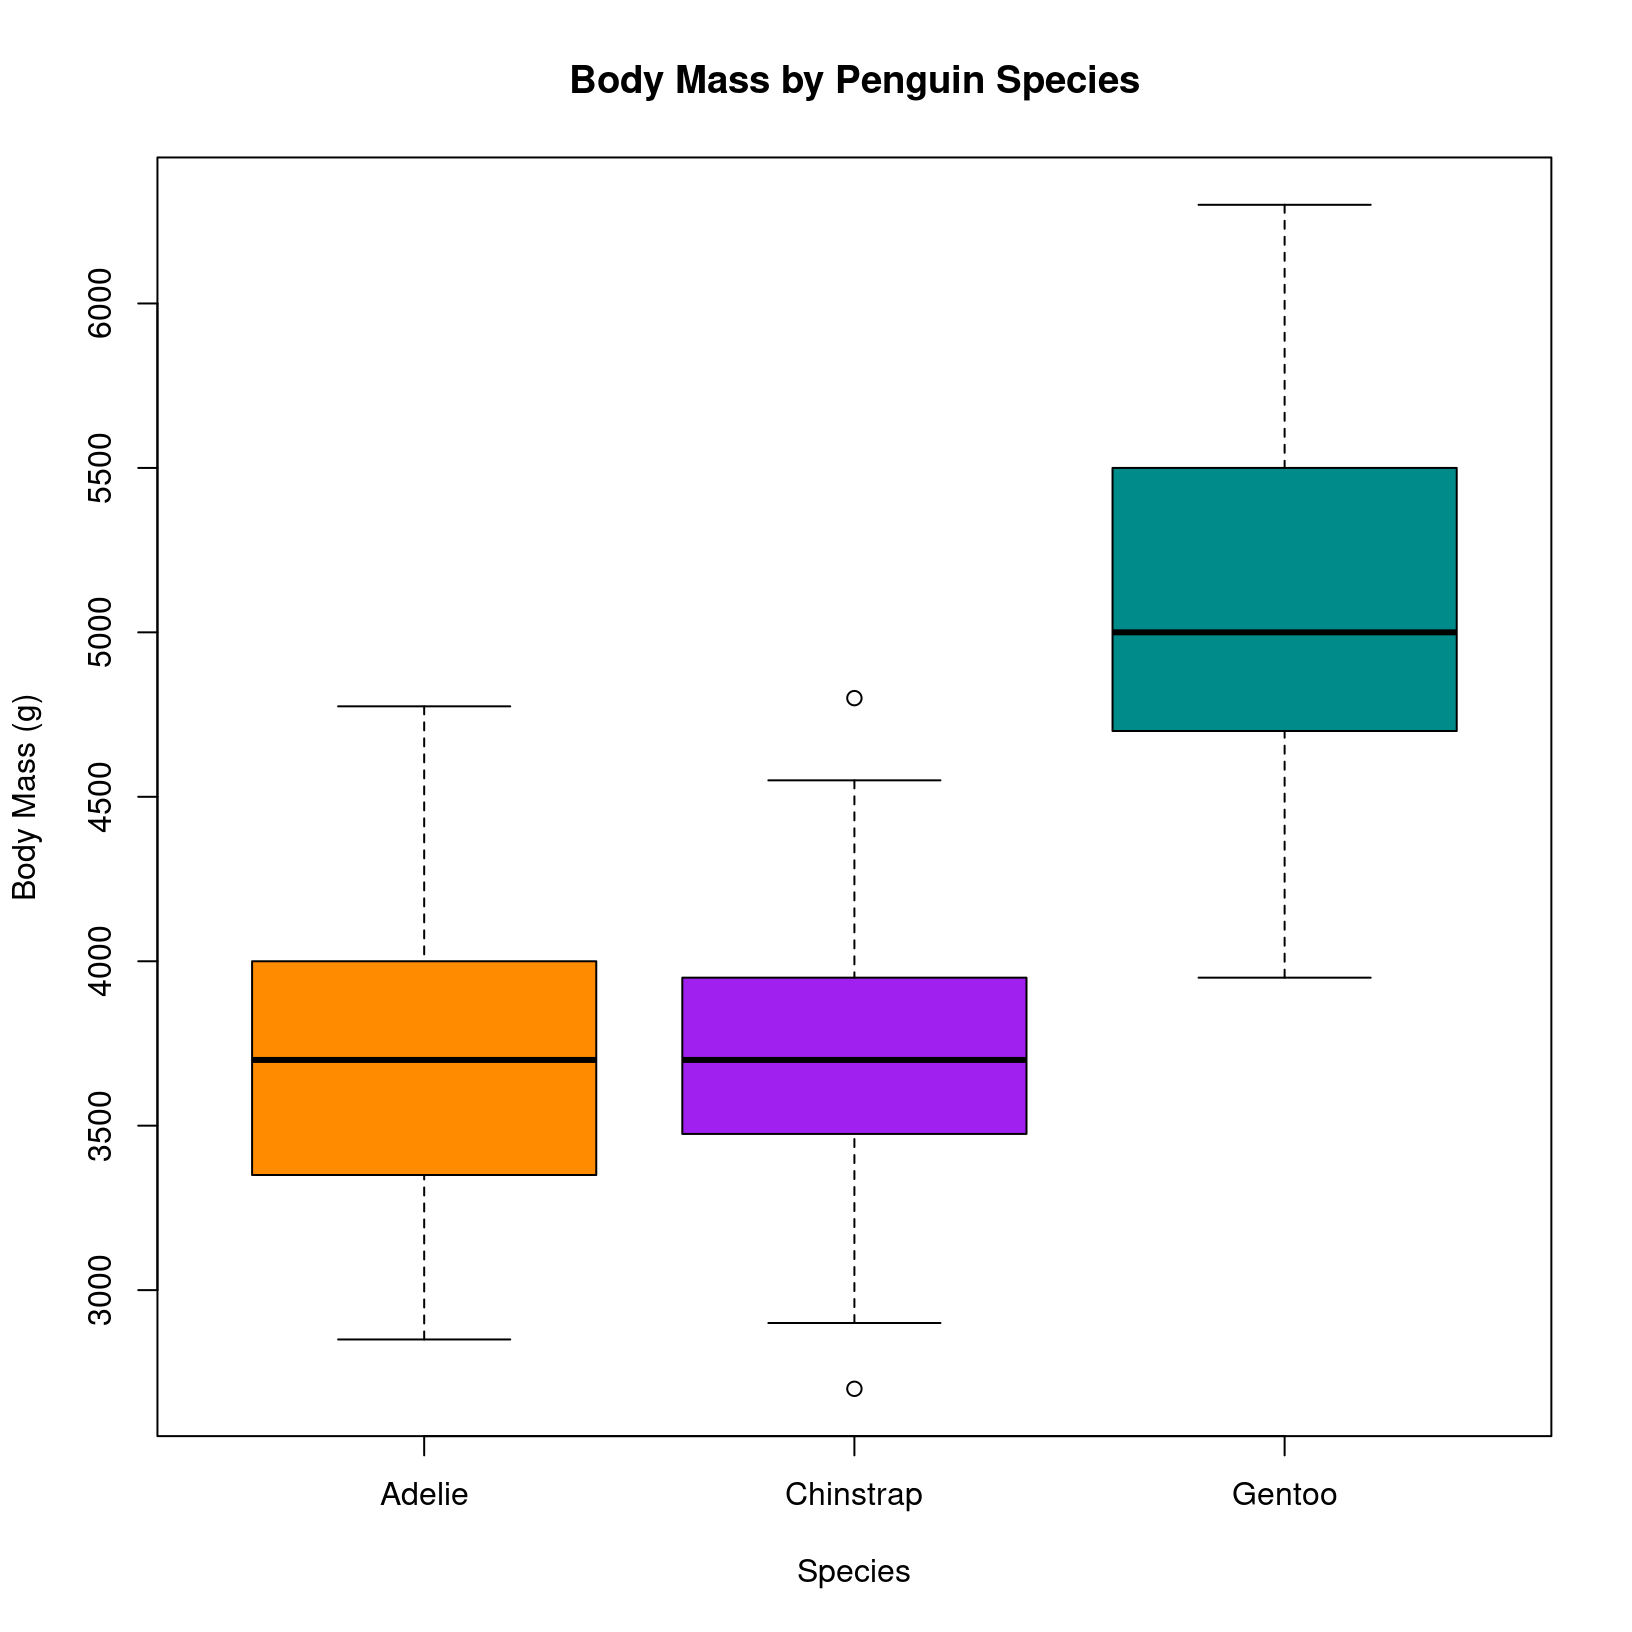 Body Mass by Penguin Species
Body Mass (g)
6000
5500
5000
4500
4000
3500
3000
Adelie Chinstrap Gentoo
Species